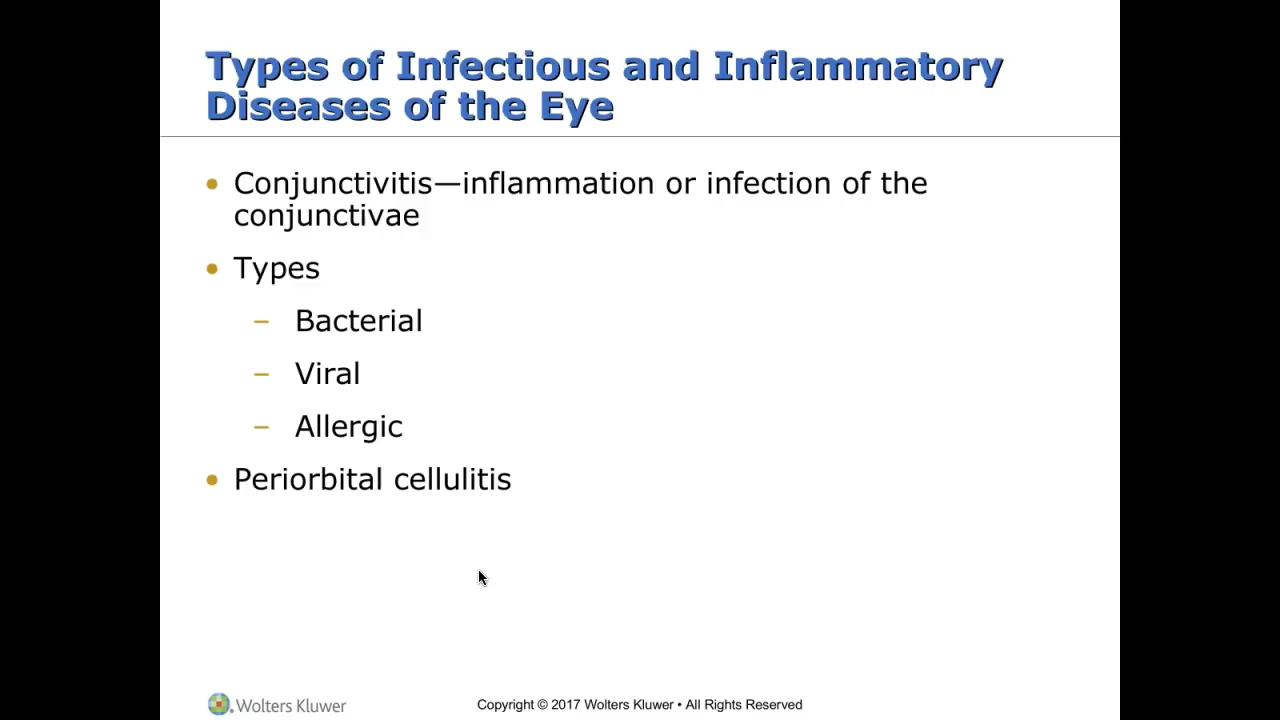 Types of Infectious and Inflammatory
Diseases of the Eye
• Conjunctivitis—inflammation or infection of the
conjunctivae
• Types
– Bacterial
– Viral
– Allergic
• Periorbital cellulitis
Wolters Kluwer
Copyright © 2017 Wolters Kluwer • All Rights Reserved